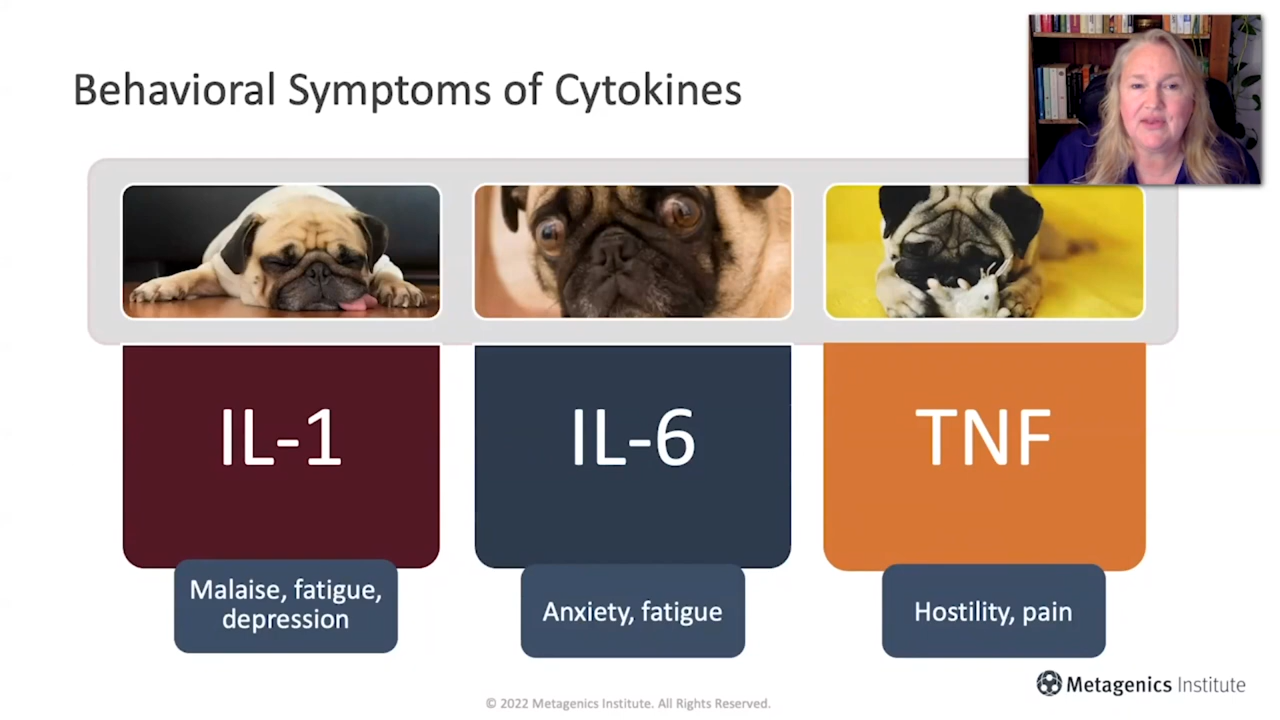 Behavioral Symptoms of Cytokines
IL-1
IL-6
TNF
Malaise, fatigue,
depression
Anxiety, fatigue
Hostility, pain
Metagenics Institute
© 2022 Metagenics Institute. All Rights Reserved.